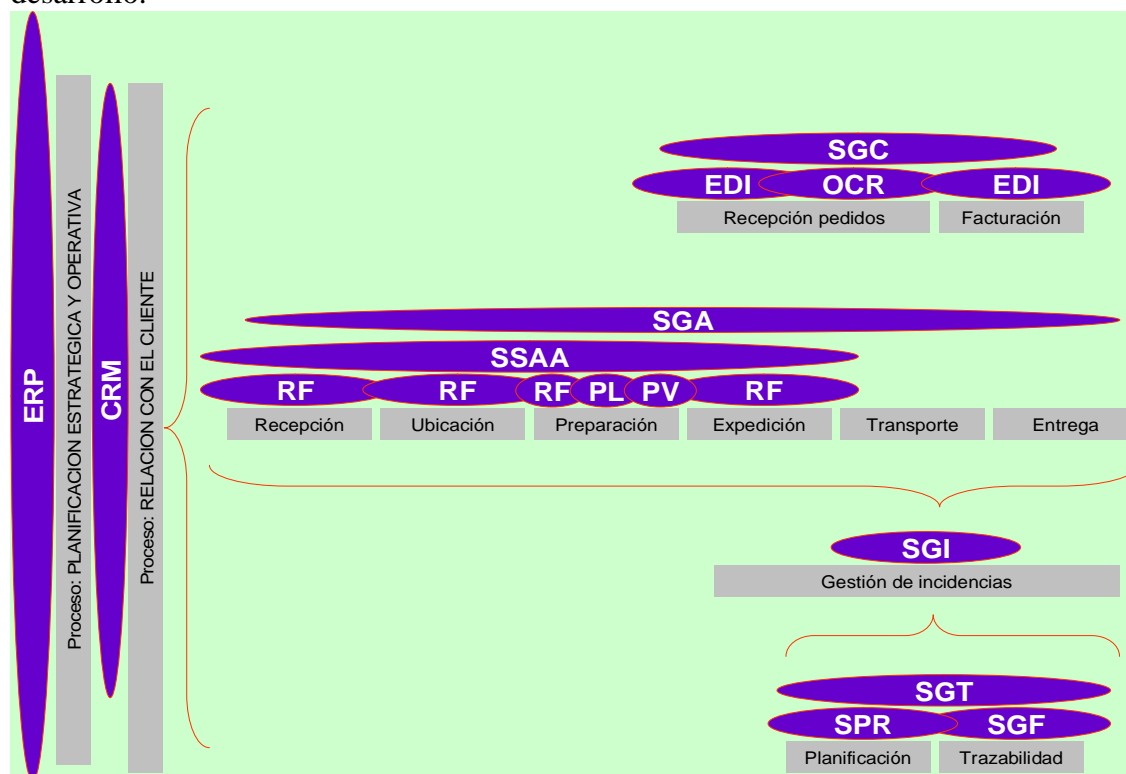 desarrollo.
ERP
Proceso: PLANIFICACION ESTRATEGICA Y OPERATIVA
CRM
Proceso: RELACION CON EL CLIENTE
SGC
EDI OCR EDI
Recepción pedidos Facturación
SGA
SSAA
RF RF RF PL PV RF
Recepción Ubicación Preparación Expedición Transporte Entrega
SGI
Gestión de incidencias
SGT
SPR SGF
Planificación Trazabilidad